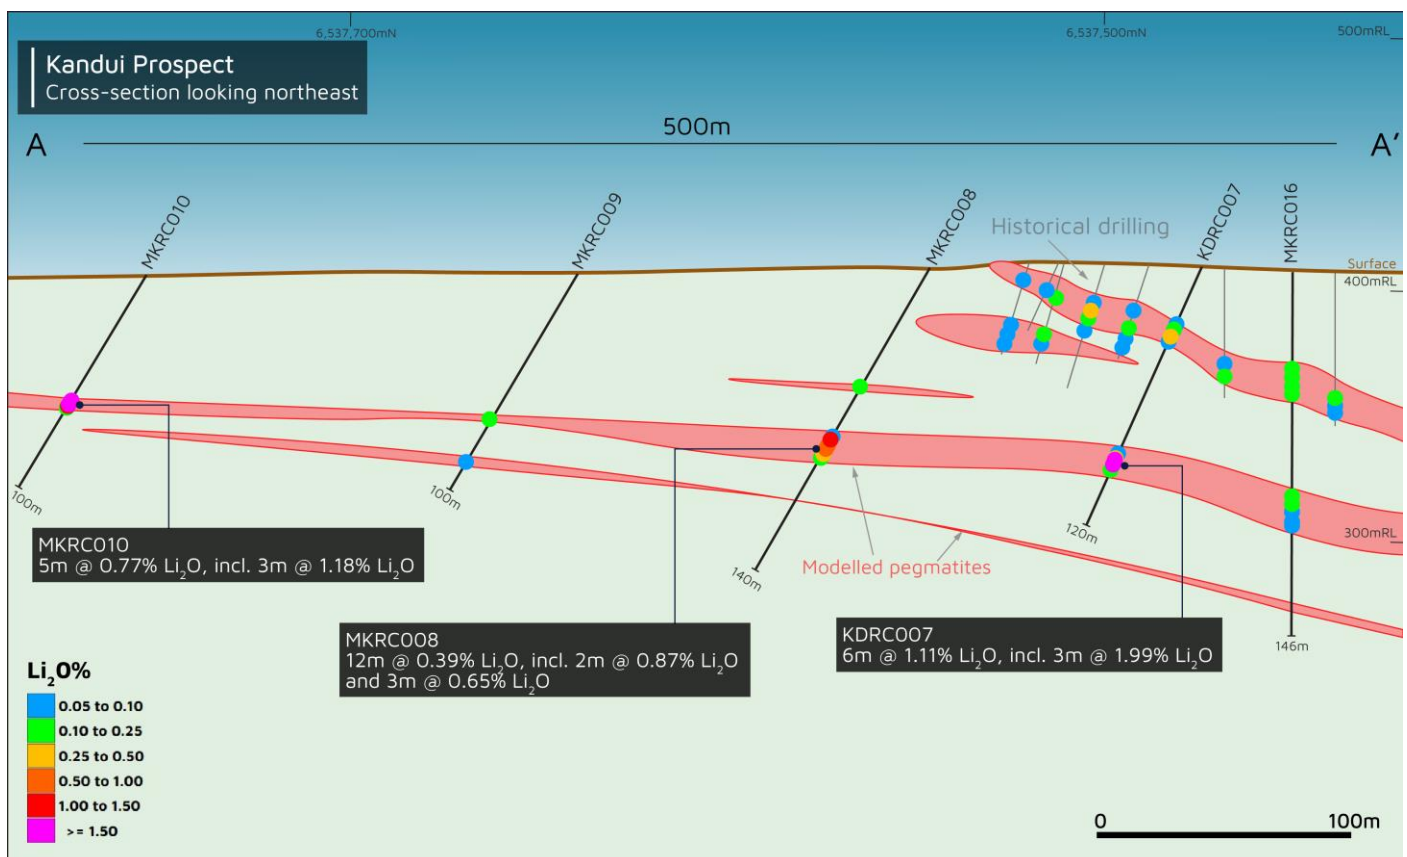 6,537,700mN
6,537,500mN
500mRL
Kandui Prospect
Cross-section looking northeast
500m
A
A′
MKRC010
MKRC009
MKRC008
Historical drilling
KDRC007
MKRC016
Surface
400mRL
100m
100m
140m
120m
300mRL
146m
Modelled pegmatites
MKRC010
5m @ 0.77% Li₂O, incl. 3m @ 1.18% Li₂O
MKRC008
12m @ 0.39% Li₂O, incl. 2m @ 0.87% Li₂O
and 3m @ 0.65% Li₂O
KDRC007
6m @ 1.11% Li₂O, incl. 3m @ 1.99% Li₂O
Li₂0%
0.05 to 0.10
0.10 to 0.25
0.25 to 0.50
0.50 to 1.00
1.00 to 1.50
>= 1.50
0
100m